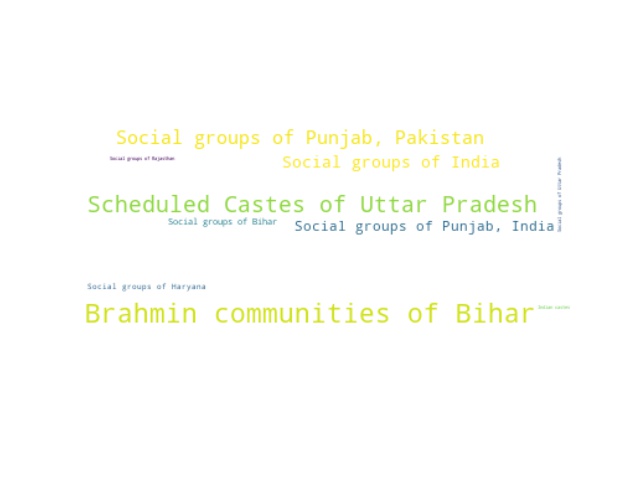 Social groups of Punjab, Pakistan
Social groups of Rajasthan
Social groups of India
Social groups of Uttar Pradesh
Scheduled Castes of Uttar Pradesh
Social groups of Bihar
Social groups of Punjab, India
Social groups of Haryana
Brahmin communities of Bihar
Indian castes